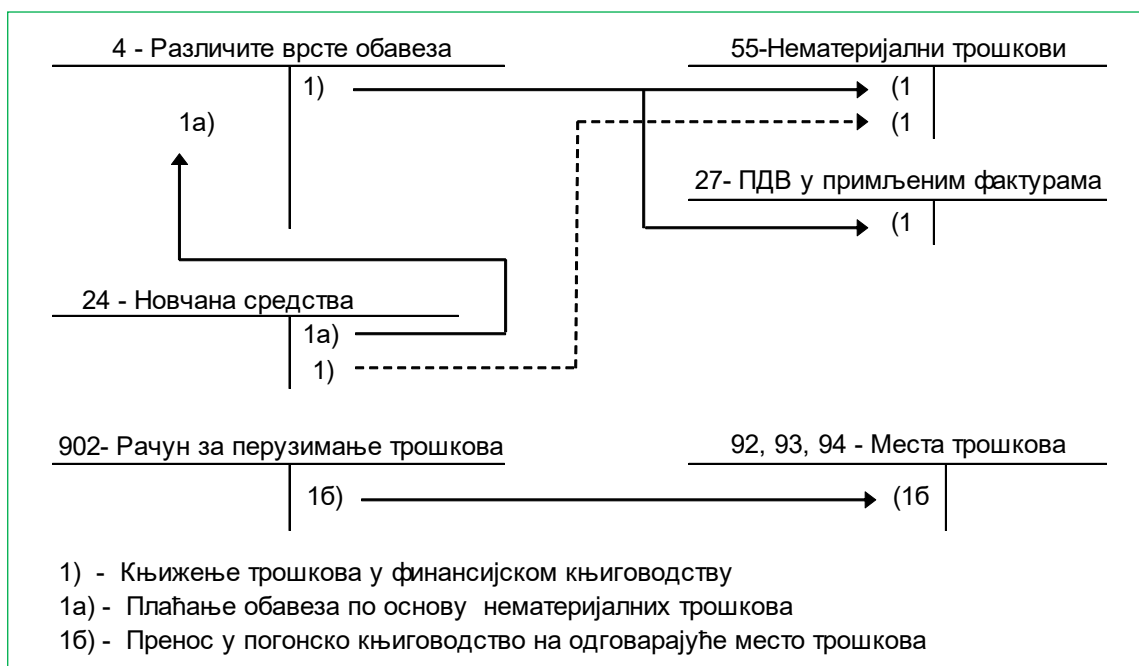 4 - Различите врсте обавеза
55-Нематеријални трошкови
1)
(1
1а)
(1
27- ПДВ у примљеним фактурама
(1
24 - Новчана средства
1а)
1)
902- Рачун за перузимање трошкова
92, 93, 94 - Места трошкова
1б)
(1б
1) - Књижење трошкова у финансијском књиговодству
1а) - Плаћање обавеза по основу нематеријалних трошкова
1б) - Пренос у погонско књиговодство на одговарајуће место трошкова